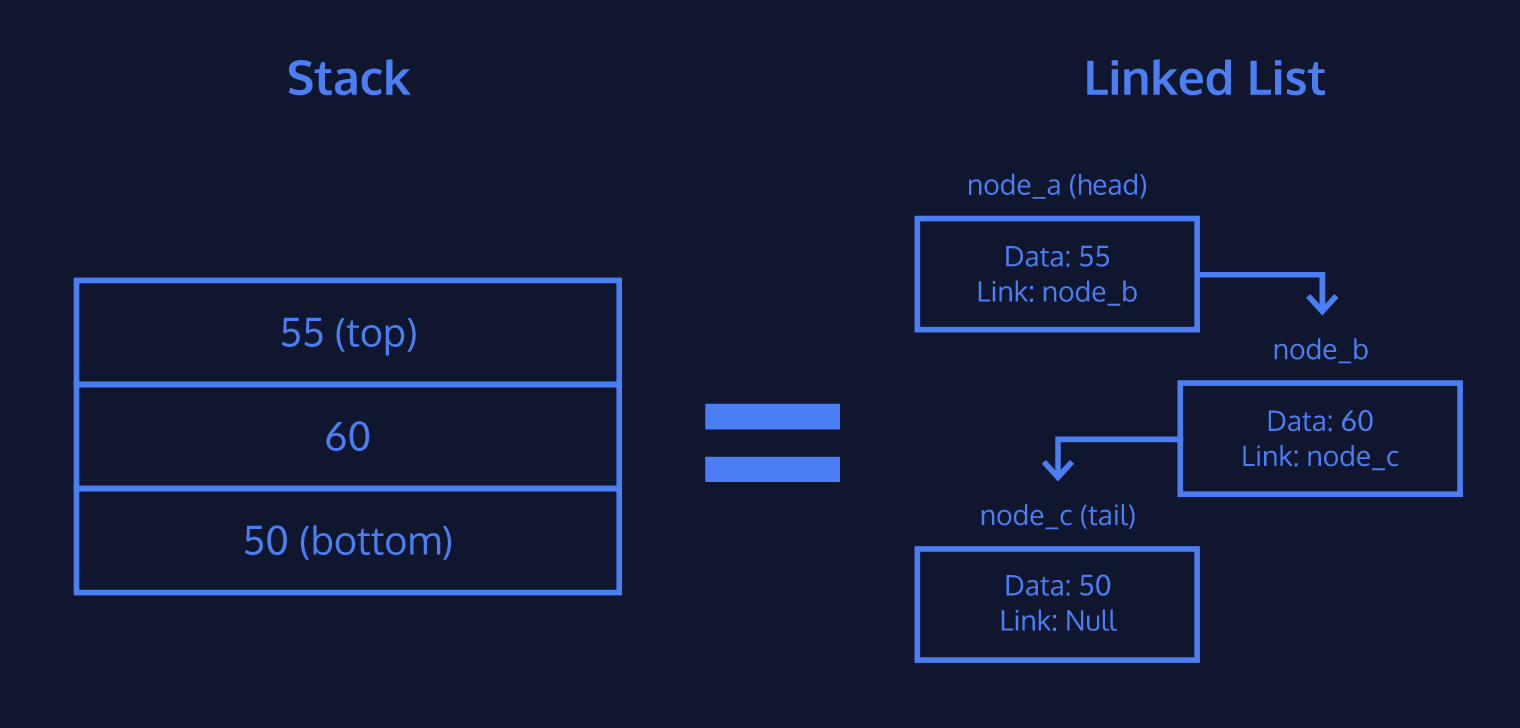 Stack
Linked List
55 (top)
60
50 (bottom)
node_a (head)
Data: 55
Link: node_b
node_b
Data: 60
Link: node_c
node_c (tail)
Data: 50
Link: Null